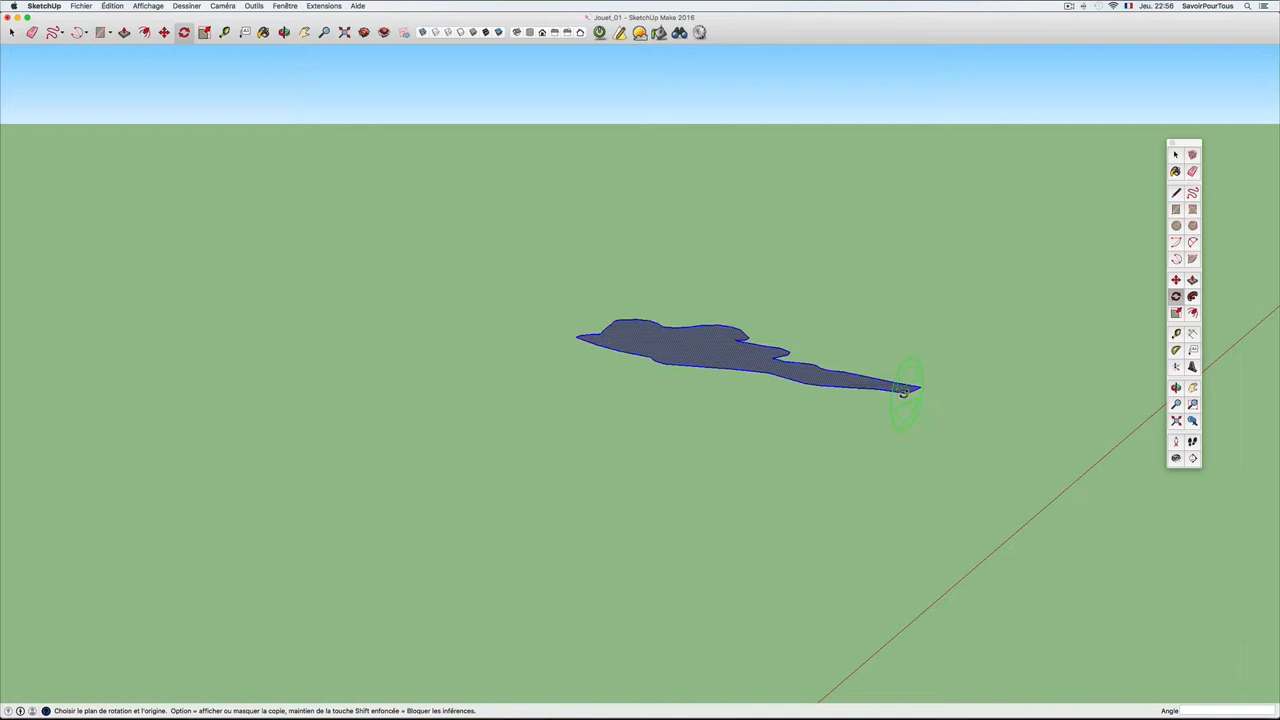 SketchUp Fichier Édition Affichage Dessiner Caméra Outils Fenêtre Extensions Aide Jeu. 22:56 SavoirPourTous
Jouet_01 - SketchUp Make 2016
Choisir le plan de rotation et l'origine. Option = afficher ou masquer la copie, maintien de la touche Shift enfoncée = Bloquer les inférences. Angle